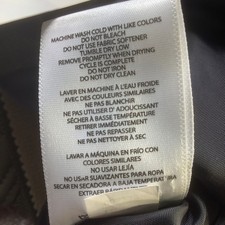 MACHINE WASH COLD WITH LIKE COLORS
DO NOT BLEACH
DO NOT USE FABRIC SOFTENER
TUMBLE DRY LOW
REMOVE PROMPTLY WHEN DRYING
CYCLE IS COMPLETE
DO NOT IRON
DO NOT DRY CLEAN
LAVER EN MACHINE À L'EAU FROIDE
AVEC DES COULEURS SIMILAIRES
NE PAS BLANCHIR
NE PAS UTILISER D'ADOUCISSANT
SÉCHER À BASSE TEMPÉRATURE
RETIRER IMMÉDIATEMENT
NE PAS REPASSER
NE PAS NETTOYER À SEC
LAVAR A MÁQUINA EN FRÍO CON
COLORES SIMILARES
NO USAR LEJÍA
NO USAR SUAVIZANTES PARA ROPA
SECAR EN SECADORA A BAJA TEMPERATURA